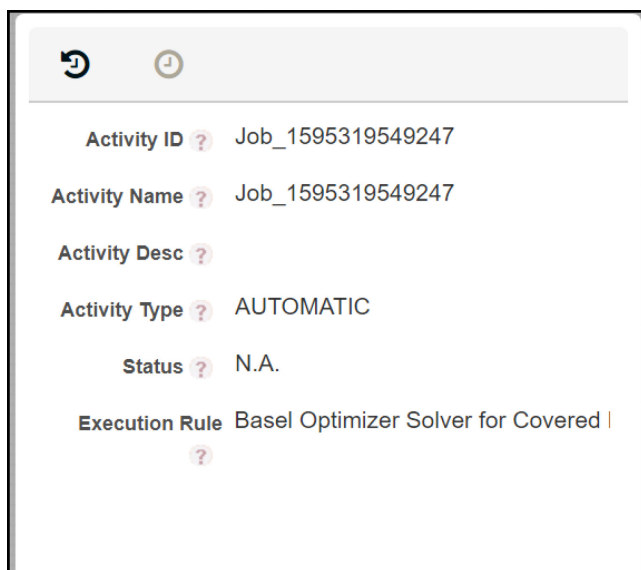 Activity ID ? Job_1595319549247
Activity Name ? Job_1595319549247
Activity Desc ?
Activity Type ? AUTOMATIC
Status ? N.A.
Execution Rule Basel Optimizer Solver for Covered
?